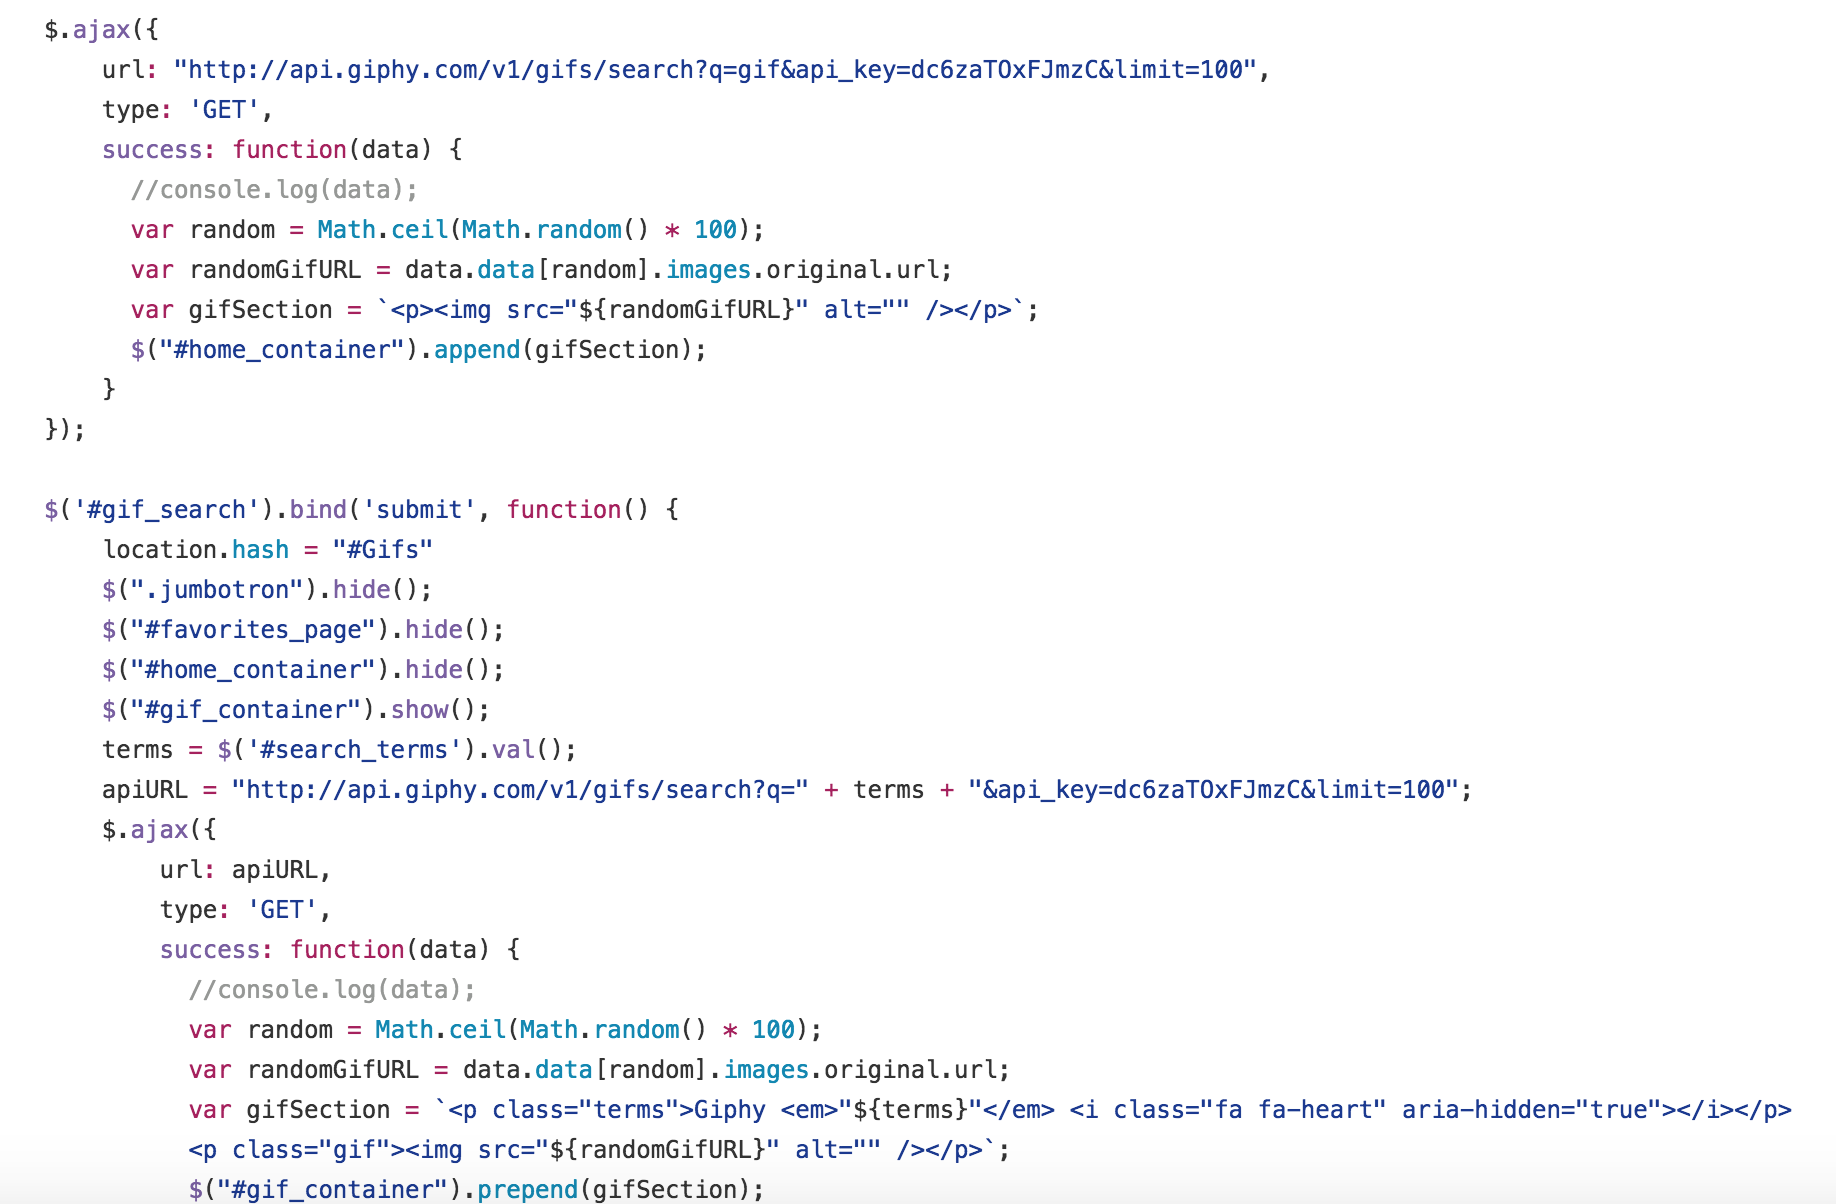 $.ajax({
url: "http://api.giphy.com/v1/gifs/search?q=gif&api_key=dc6zaTOxFJmzC&limit=100",
type: 'GET',
success: function(data) {
//console.log(data);
var random = Math.ceil(Math.random() * 100);
var randomGifURL = data.data[random].images.original.url;
var gifSection = `<p><img src="${randomGifURL}" alt="" /></p>`;
$("#home_container").append(gifSection);
}
});
$('#gif_search').bind('submit', function() {
location.hash = "#Gifs"
$(".jumbotron").hide();
$("#favorites_page").hide();
$("#home_container").hide();
$("#gif_container").show();
terms = $('#search_terms').val();
apiURL = "http://api.giphy.com/v1/gifs/search?q=" + terms + "&api_key=dc6zaTOxFJmzC&limit=100";
$.ajax({
url: apiURL,
type: 'GET',
success: function(data) {
//console.log(data);
var random = Math.ceil(Math.random() * 100);
var randomGifURL = data.data[random].images.original.url;
var gifSection = `<p class="terms">Giphy <em>"${terms}"</em> <i class="fa fa-heart" aria-hidden="true"></i></p>
<p class="gif"><img src="${randomGifURL}" alt="" /></p>`;
$("#gif_container").prepend(gifSection);